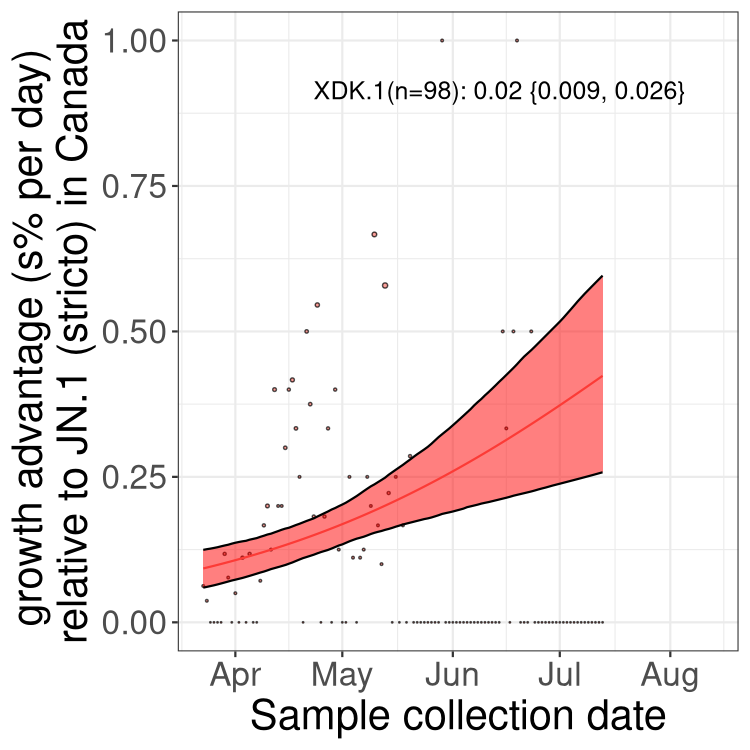 growth advantage (s% per day)
relative to JN.1 (stricto) in Canada
1.00
0.75
0.50
0.25
0.00
XDK.1(n=98): 0.02 {0.009, 0.026}
Apr May Jun Jul Aug
Sample collection date